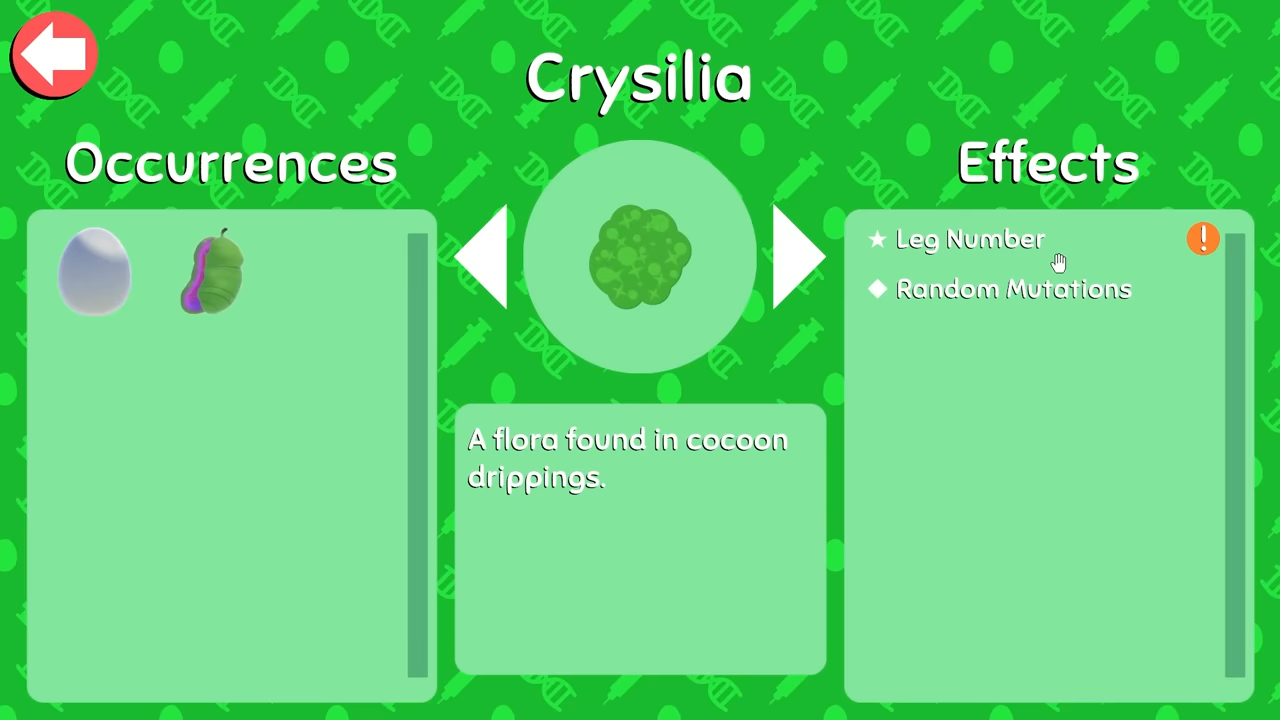 Crysilia
Occurrences
Effects
Leg Number
!
Random Mutations
A flora found in cocoon
drippings.